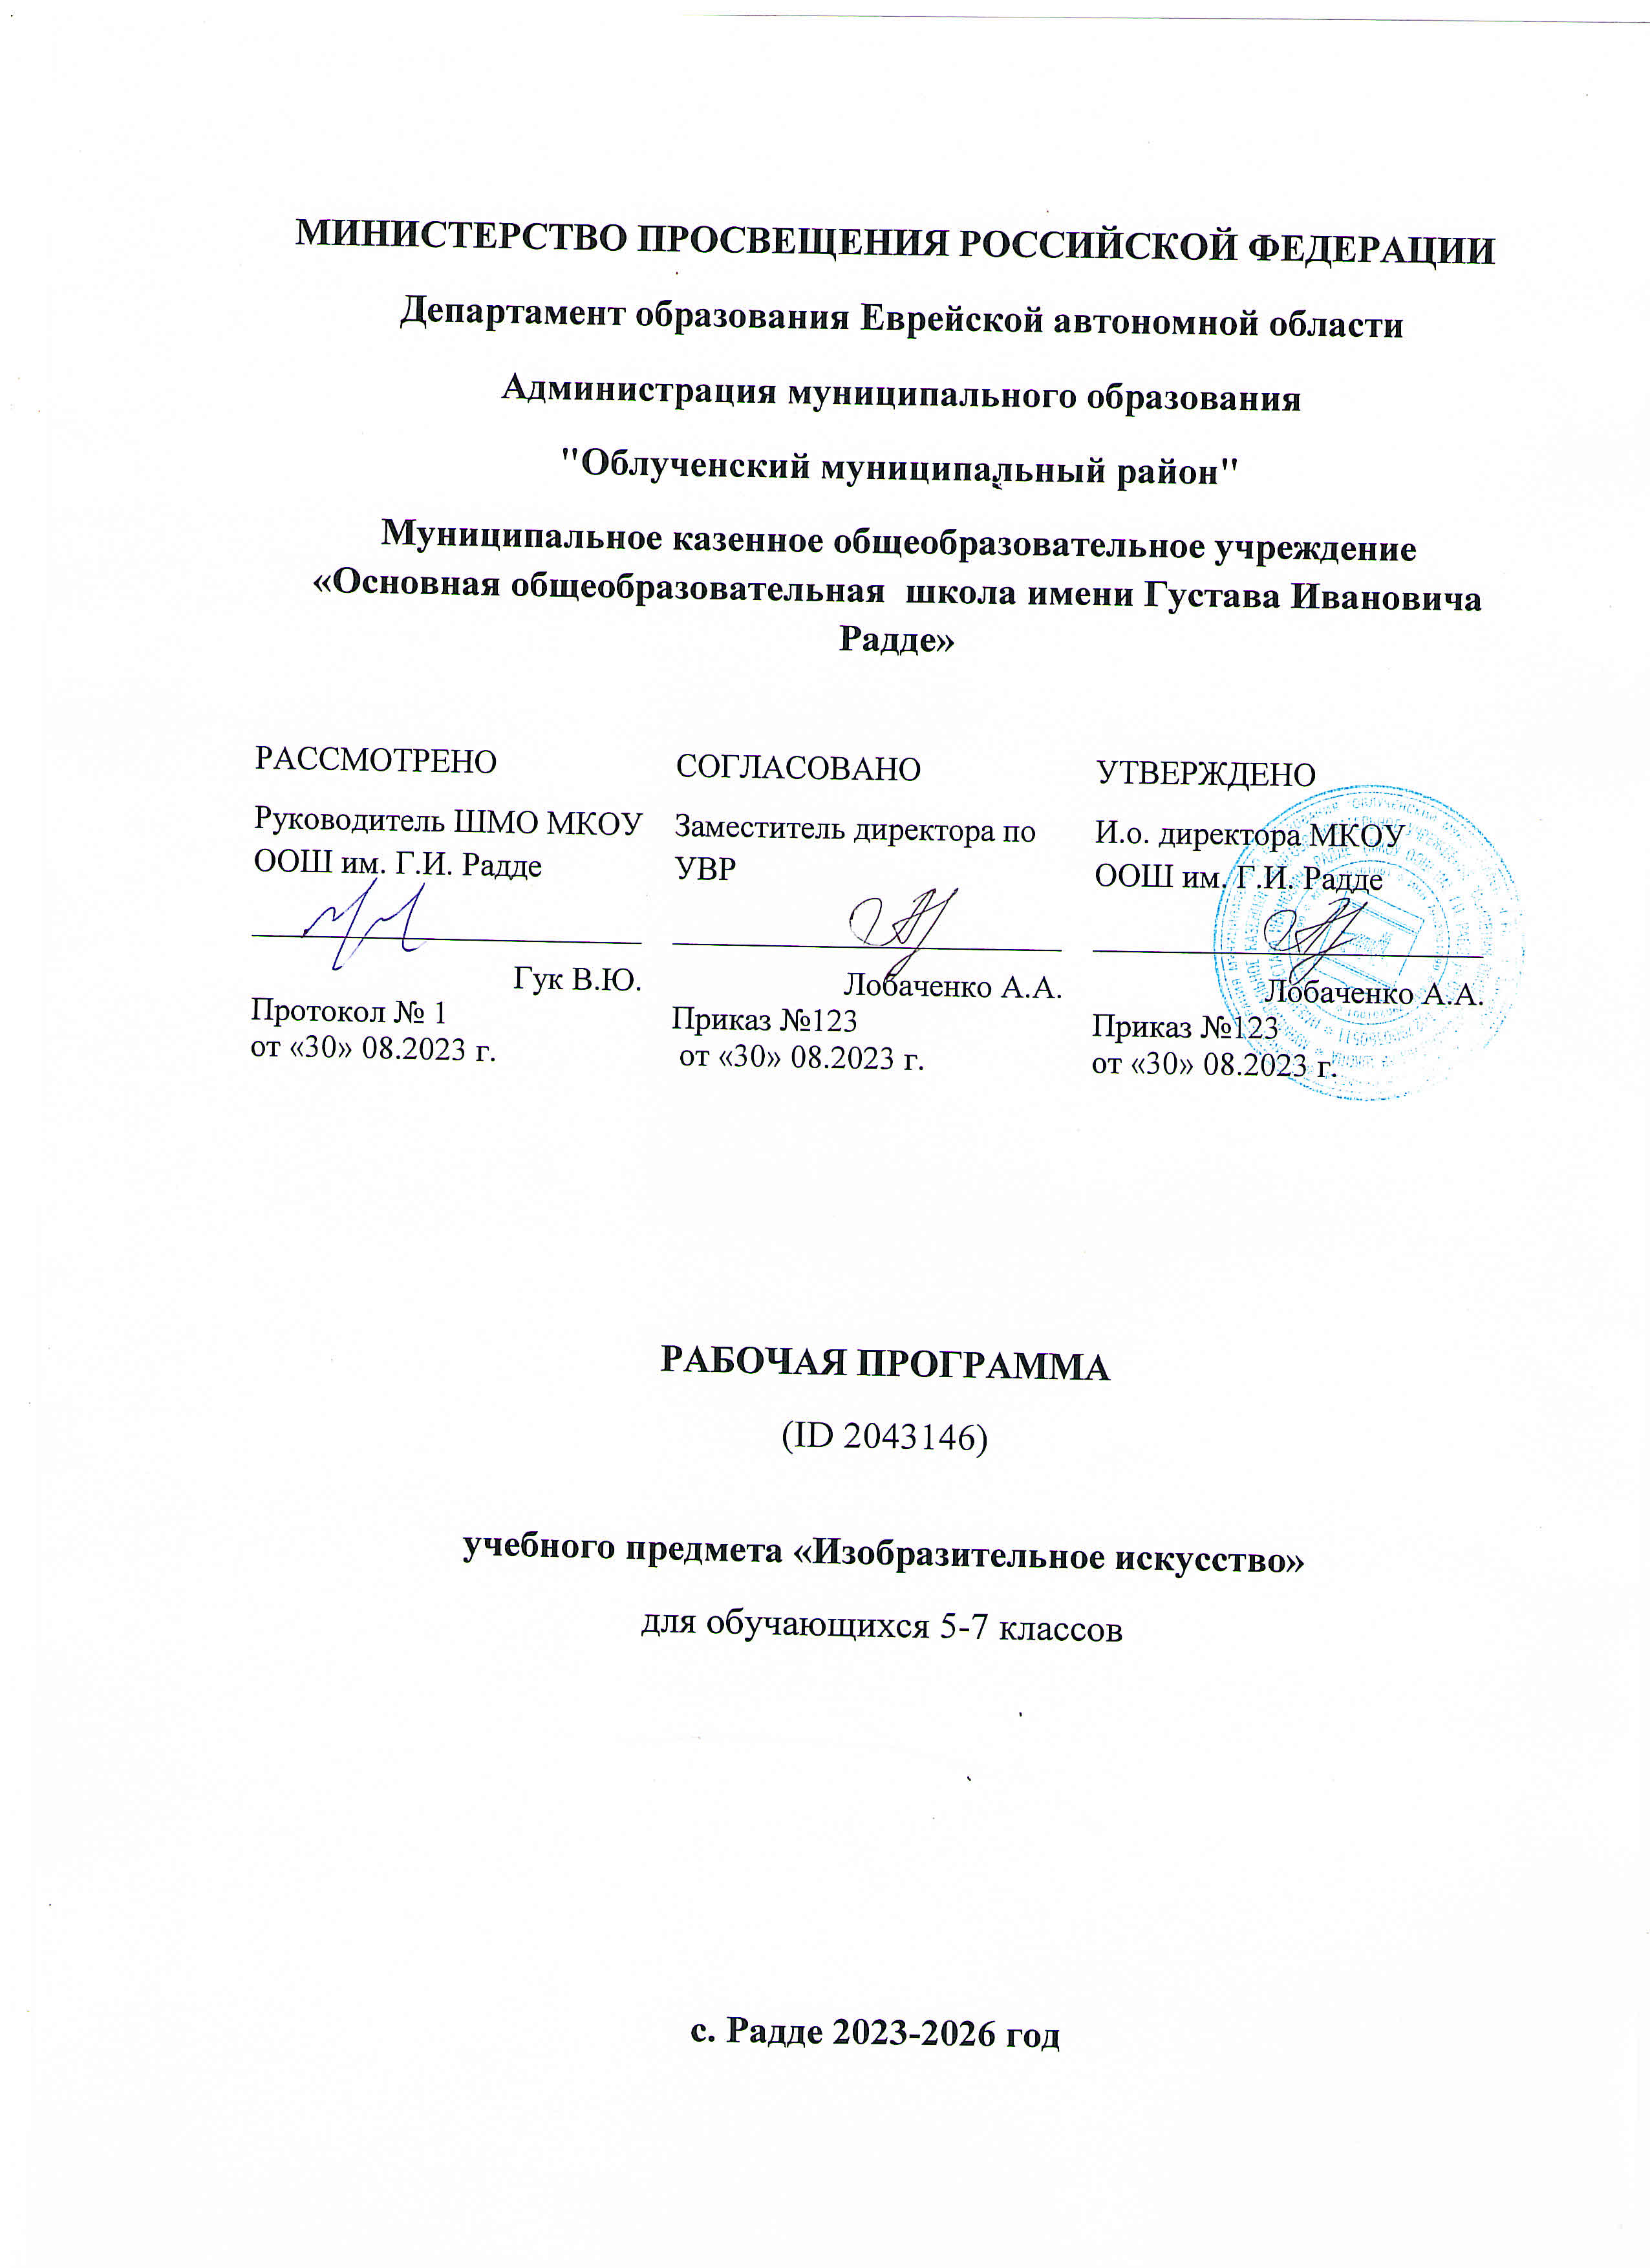 МИНИСТЕРСТВО ПРОСВЕЩЕНИЯ РОССИЙСКОЙ ФЕДЕРАЦИИ
Департамент образования Еврейской автономной области
Администрация муниципального образования
"Облученский муниципальный район"
Муниципальное казенное общеобразовательное учреждение
«Основная общеобразовательная школа имени Густава Ивановича
Радде»
РАССМОТРЕНО
Руководитель ШМО МКОУ
ООШ им. Г.И. Радде
Гук В.Ю.
Протокол № 1
от «30» 08.2023 г.
СОГЛАСОВАНО
Заместитель директора по
УВР
Лобаченко А.А.
Приказ №123
от «30» 08.2023 г.
УТВЕРЖДЕНО
И.о. директора МКОУ
ООШ им. Г.И. Радде
Лобаченко А.А.
Приказ №123
от «30» 08.2023 г.
РАБОЧАЯ ПРОГРАММА
(ID 2043146)
учебного предмета «Изобразительное искусство»
для обучающихся 5-7 классов
с. Радде 2023-2026 год